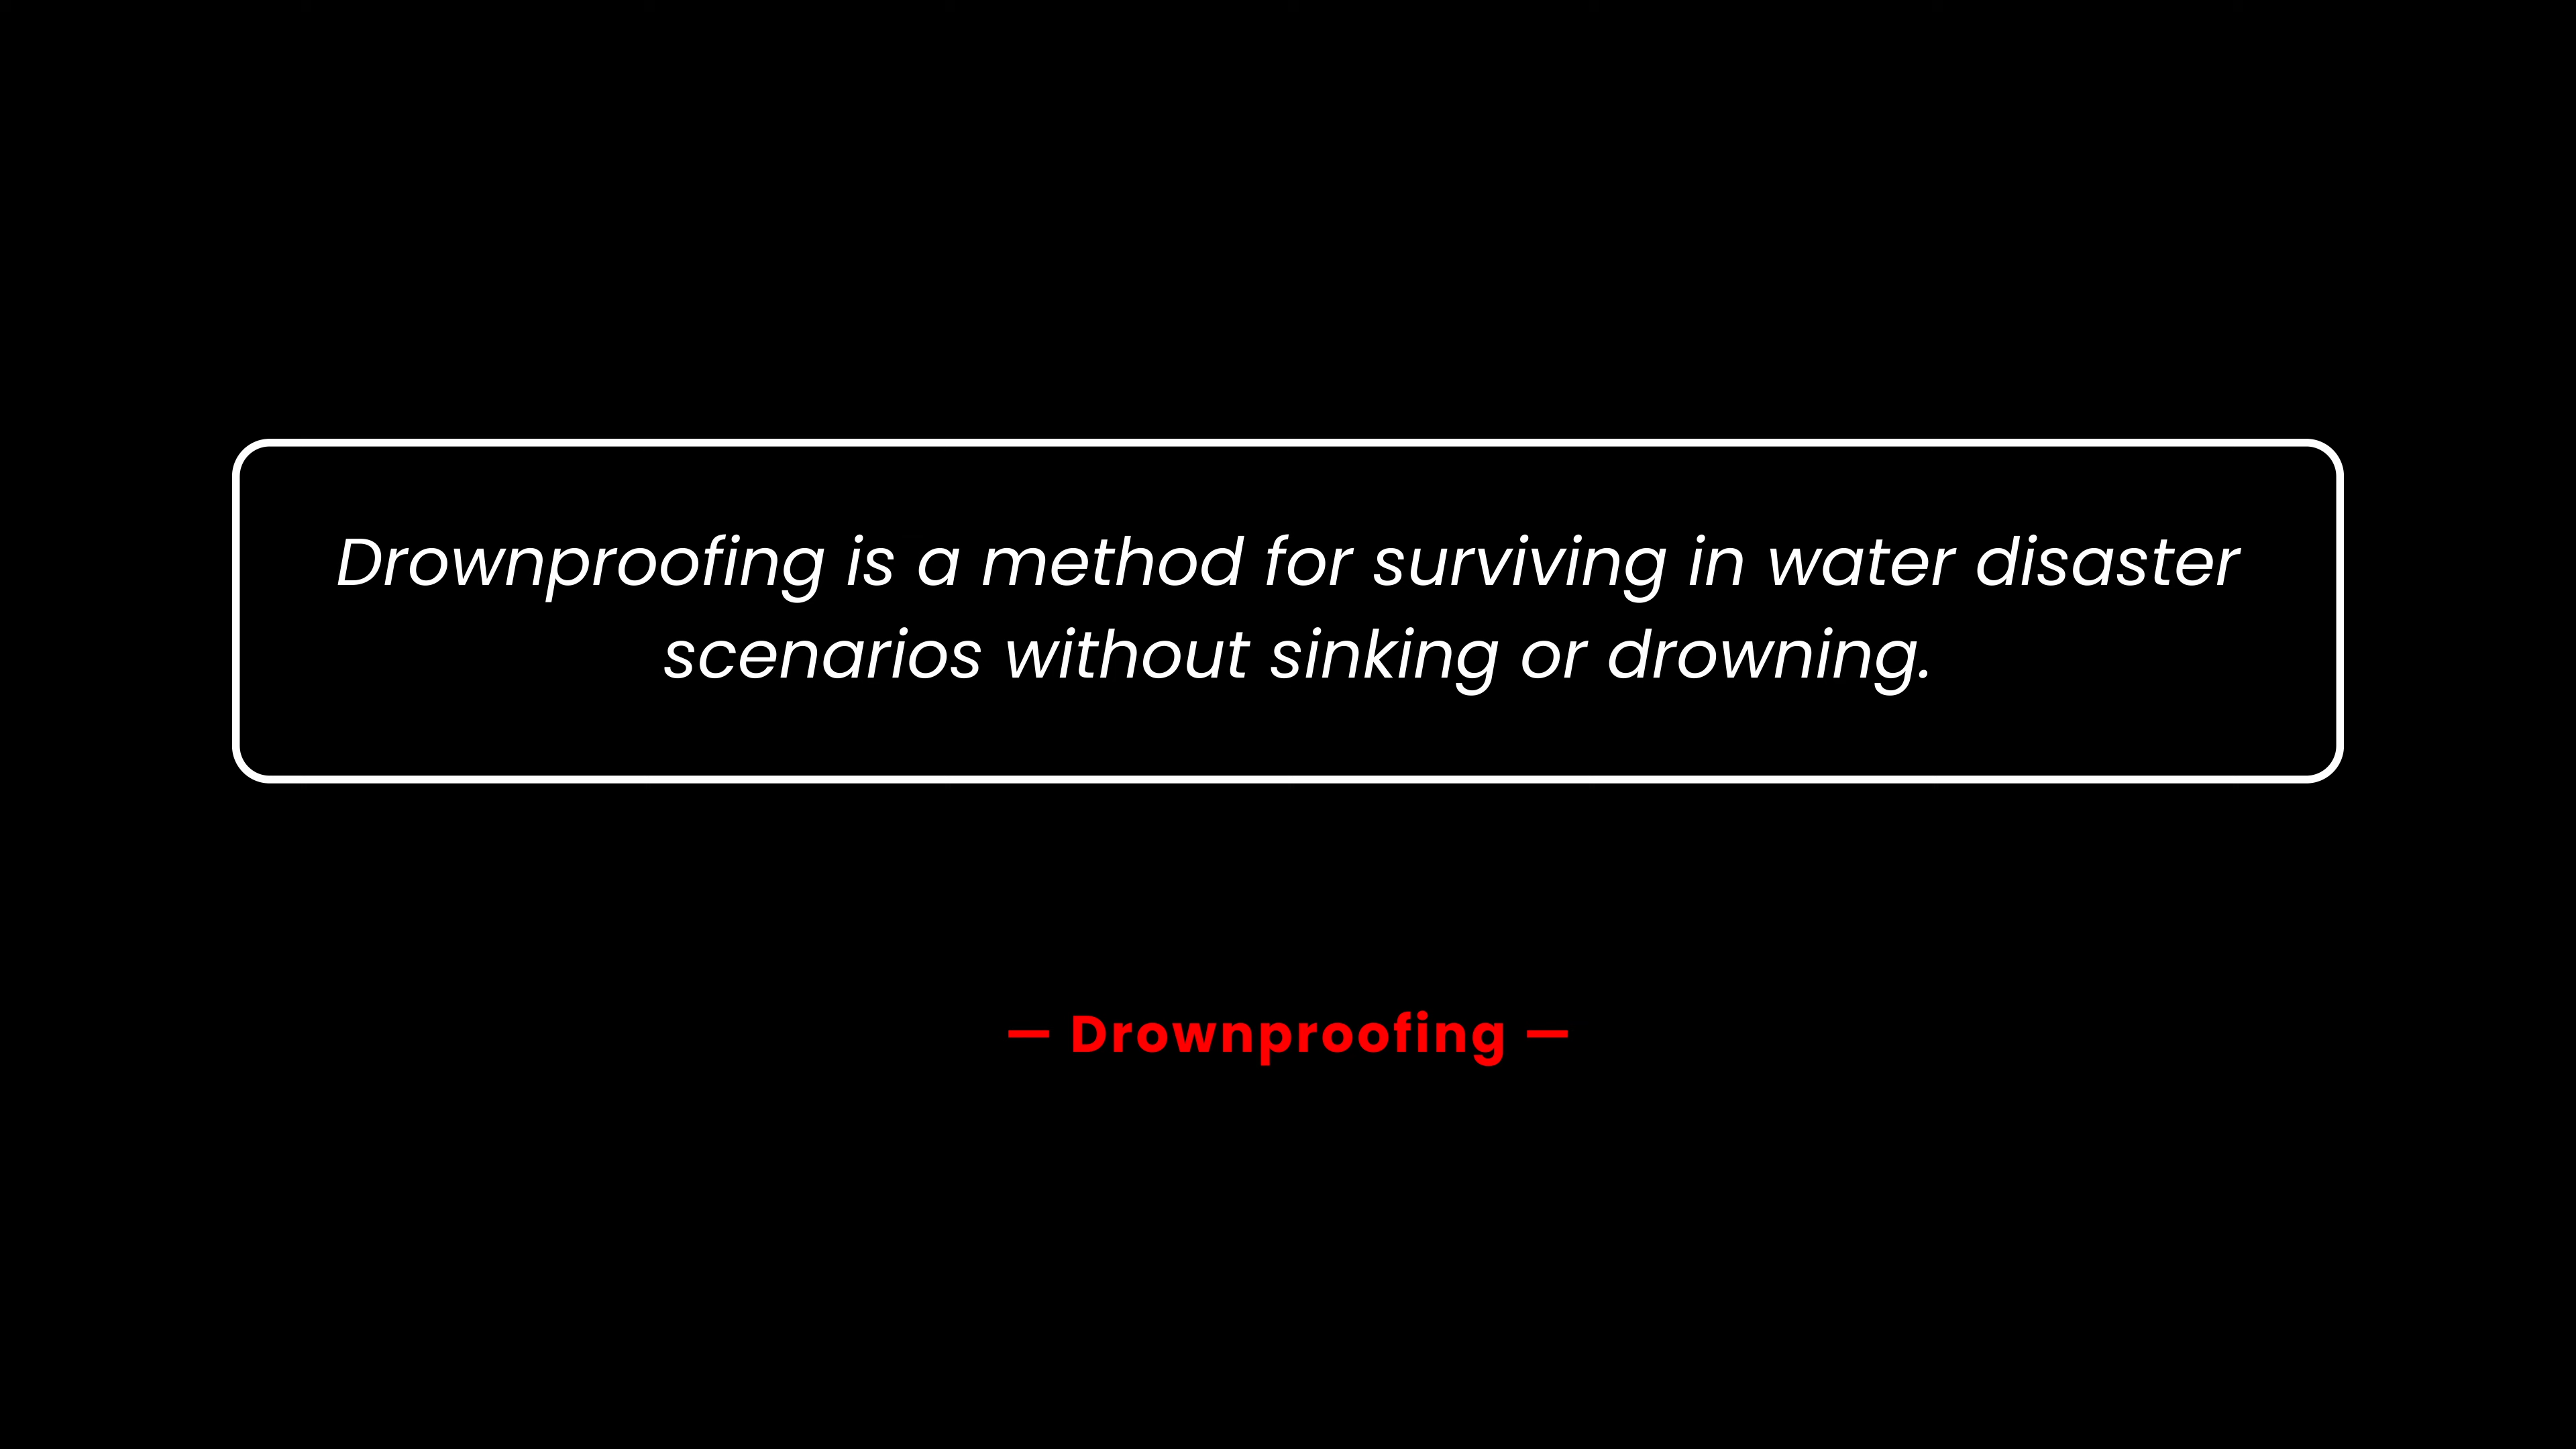 Drownproofing is a method for surviving in water disaster
scenarios without sinking or drowning.
— Drownproofing —